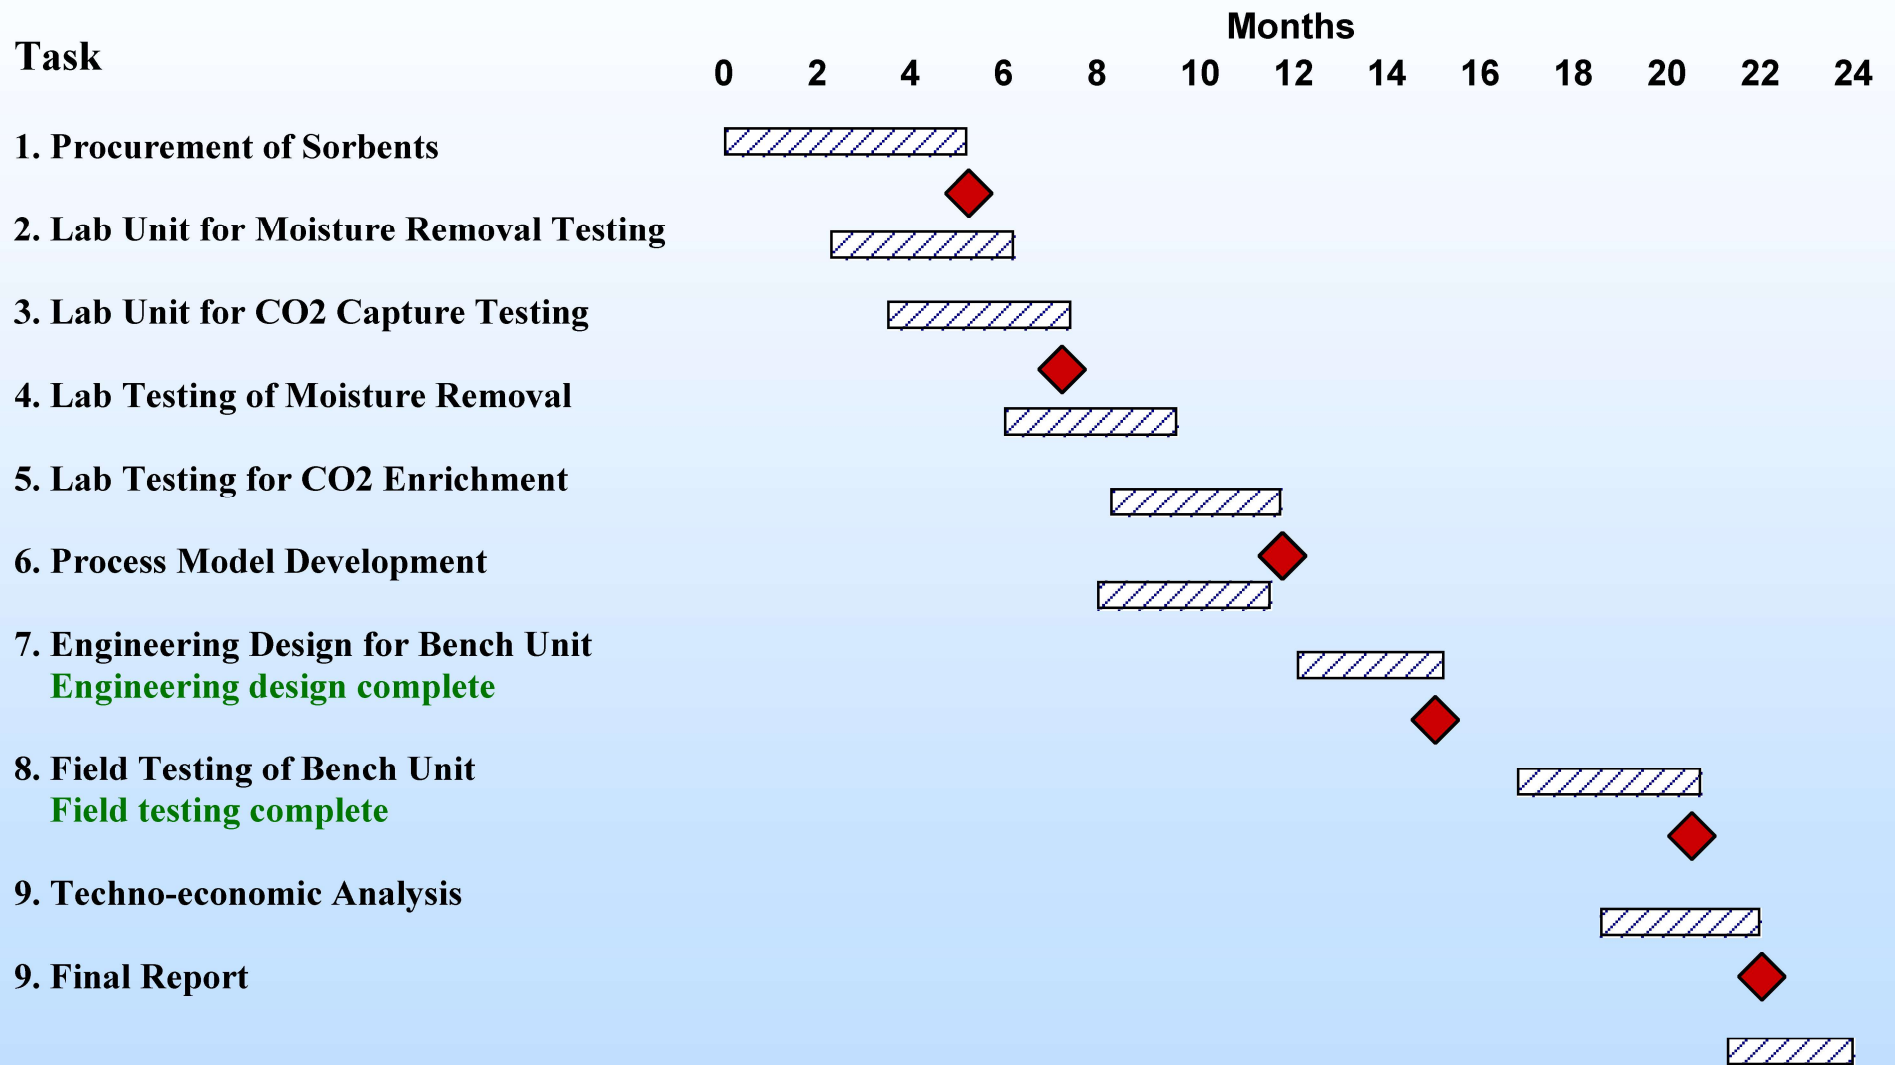 Months
Task
0 2 4 6 8 10 12 14 16 18 20 22 24
1. Procurement of Sorbents
2. Lab Unit for Moisture Removal Testing
3. Lab Unit for CO2 Capture Testing
4. Lab Testing of Moisture Removal
5. Lab Testing for CO2 Enrichment
6. Process Model Development
7. Engineering Design for Bench Unit
Engineering design complete
8. Field Testing of Bench Unit
Field testing complete
9. Techno-economic Analysis
9. Final Report